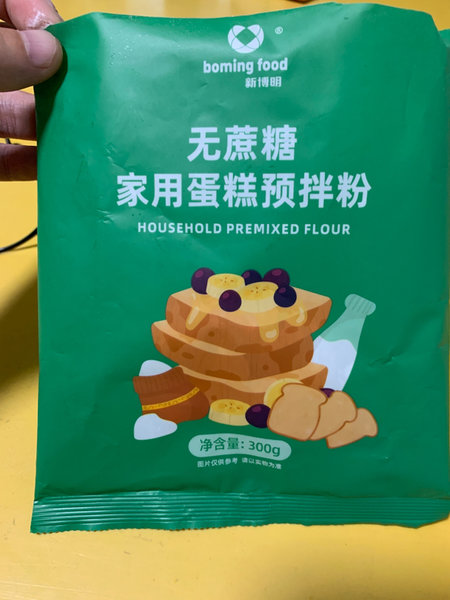 ®
boming food
新博明
无蔗糖
家用蛋糕预拌粉
HOUSEHOLD PREMIXED FLOUR
净含量: 300g
图片仅供参考 请以实物为准